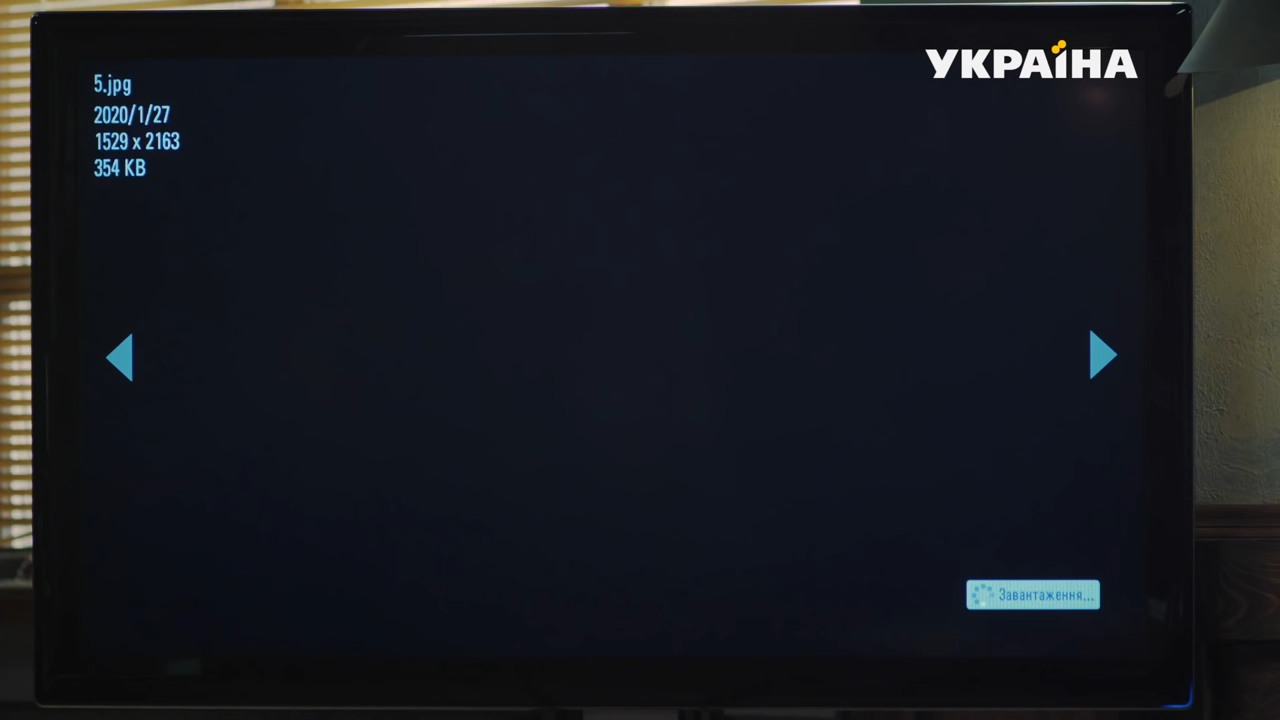 УКРАЇНА
5.jpg
2020/1/27
1529 x 2163
354 KB
Завантаження...